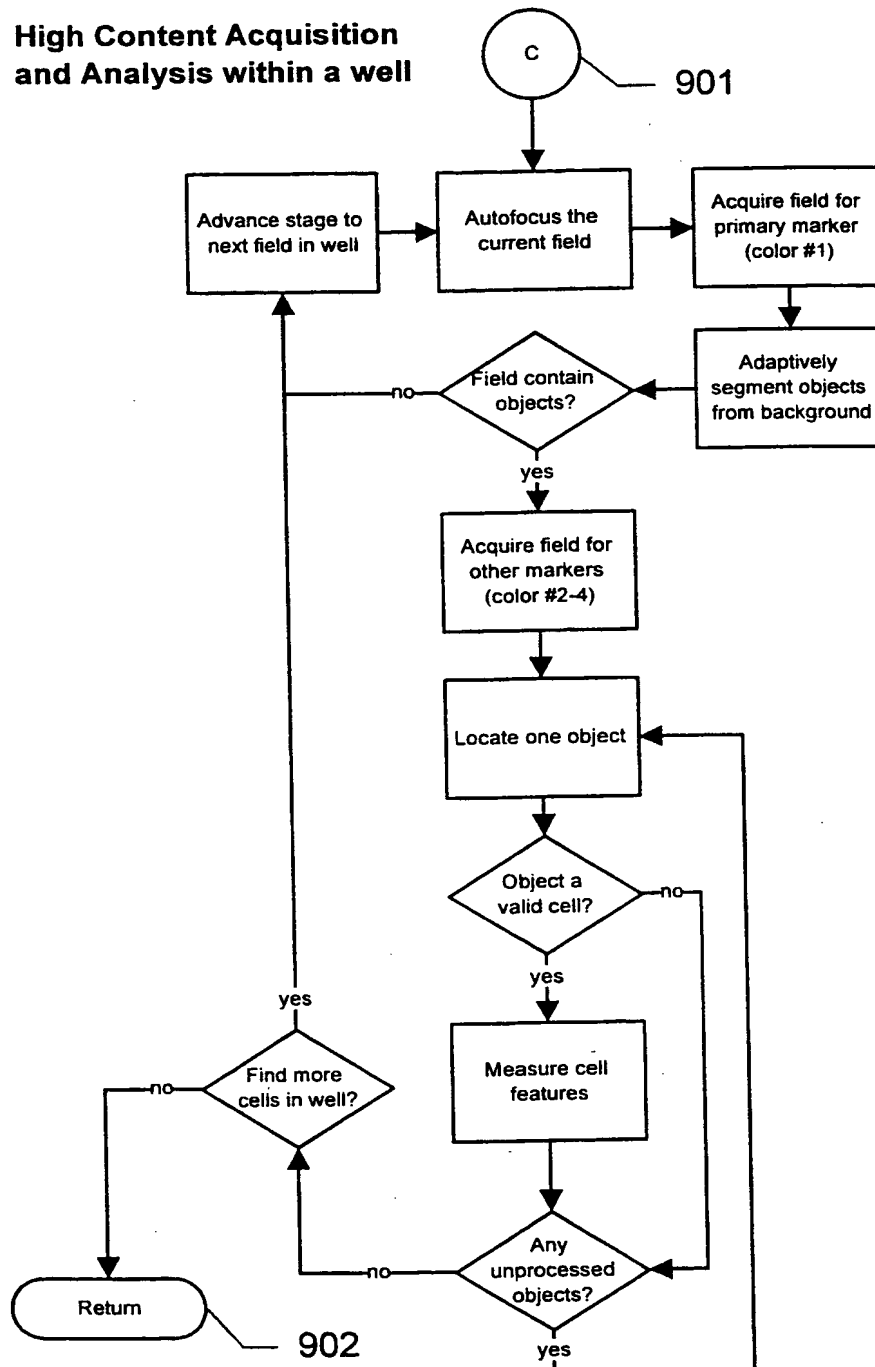 High Content Acquisition
and Analysis within a well
C
901
Advance stage to
next field in well
Autofocus the
current field
Acquire field for
primary marker
(color #1)
Adaptively
segment objects
from background
Field contain
objects?
no
yes
Acquire field for
other markers
(color #2-4)
Locate one object
Object a
valid cell?
no
yes
Measure cell
features
yes
Find more
cells in well?
no
Any
unprocessed
objects?
no
yes
Return
902